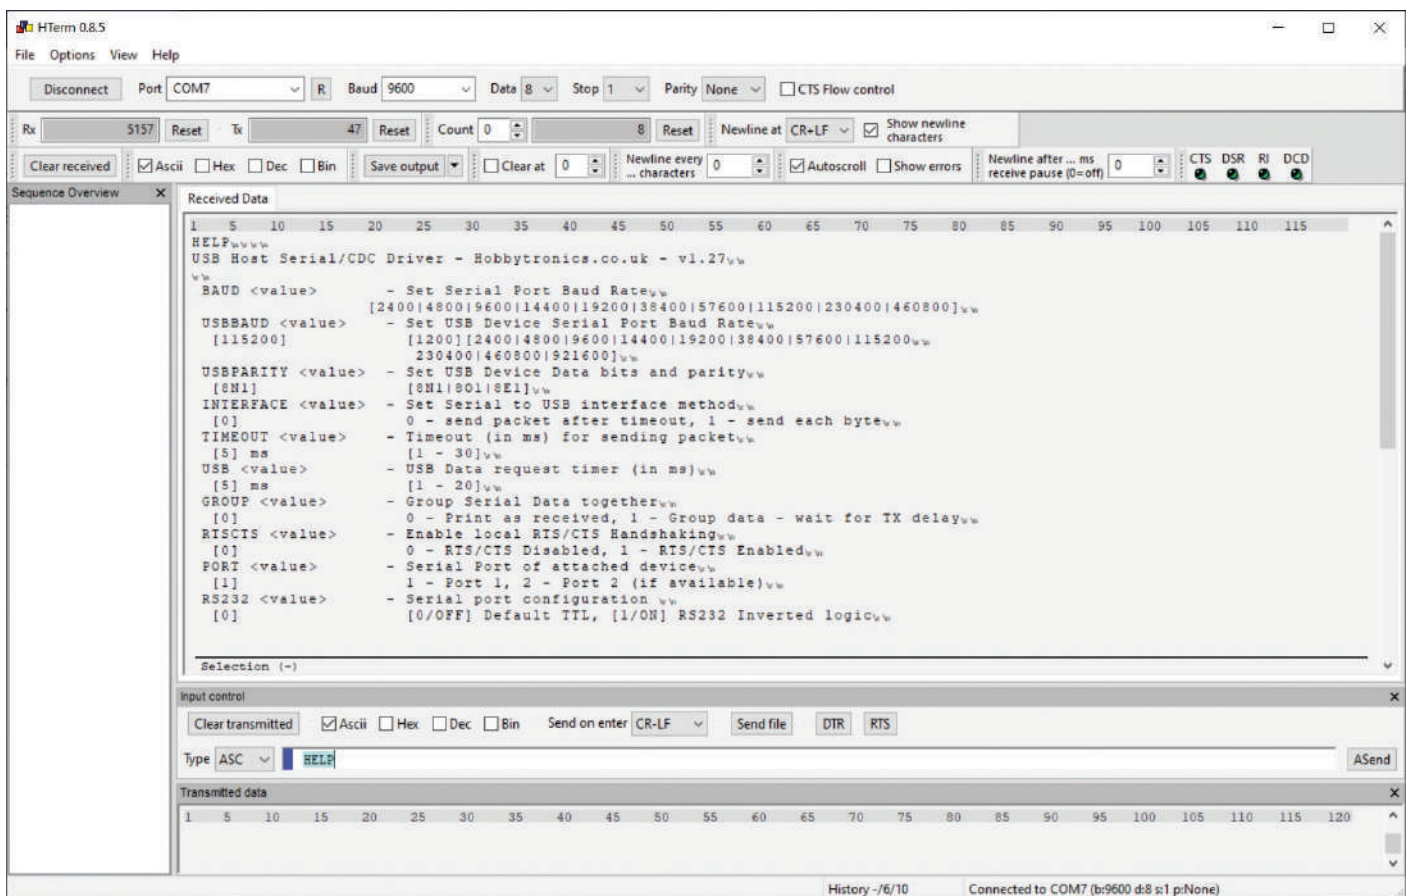 HTerm 0.8.5
File Options View Help
Disconnect Port COM7 R Baud 9600 Data 8 Stop 1 Parity None CTS Flow control
Rx 5157 Reset Tx 47 Reset Count 0 8 Reset Newline at CR+LF Show newline characters
Clear received Ascii Hex Dec Bin Save output Clear at 0 Newline every ... characters 0 Autoscroll Show errors Newline after ... ms receive pause (0=off) 0 CTS DSR RI DCD
Sequence Overview
Received Data
1 5 10 15 20 25 30 35 40 45 50 55 60 65 70 75 80 85 90 95 100 105 110 115
HELP
USB Host Serial/CDC Driver - Hobbytronics.co.uk - v1.27
BAUD <value> - Set Serial Port Baud Rate
[2400|4800|9600|14400|19200|38400|57600|115200|230400|460800]
USBBAUD <value> - Set USB Device Serial Port Baud Rate
[115200] [1200][2400|4800|9600|14400|19200|38400|57600|115200
230400|460800|921600]
USBPARITY <value> - Set USB Device Data bits and parity
[8N1] [8N1|8O1|8E1]
INTERFACE <value> - Set Serial to USB interface method
[0] 0 - send packet after timeout, 1 - send each byte
TIMEOUT <value> - Timeout (in ms) for sending packet
[5] ms [1 - 30]
USB <value> - USB Data request timer (in ms)
[5] ms [1 - 20]
GROUP <value> - Group Serial Data together
[0] 0 - Print as received, 1 - Group data - wait for TX delay
RTSCTS <value> - Enable local RTS/CTS Handshaking
[0] 0 - RTS/CTS Disabled, 1 - RTS/CTS Enabled
PORT <value> - Serial Port of attached device
[1] 1 - Port 1, 2 - Port 2 (if available)
RS232 <value> - Serial port configuration
[0] [0/OFF] Default TTL, [1/ON] RS232 Inverted logic
Selection (-)
Input control
Clear transmitted Ascii Hex Dec Bin Send on enter CR-LF Send file DTR RTS
Type ASC HELP ASend
Transmitted data
1 5 10 15 20 25 30 35 40 45 50 55 60 65 70 75 80 85 90 95 100 105 110 115 120
History -/6/10 Connected to COM7 (b:9600 d:8 s:1 p:None)